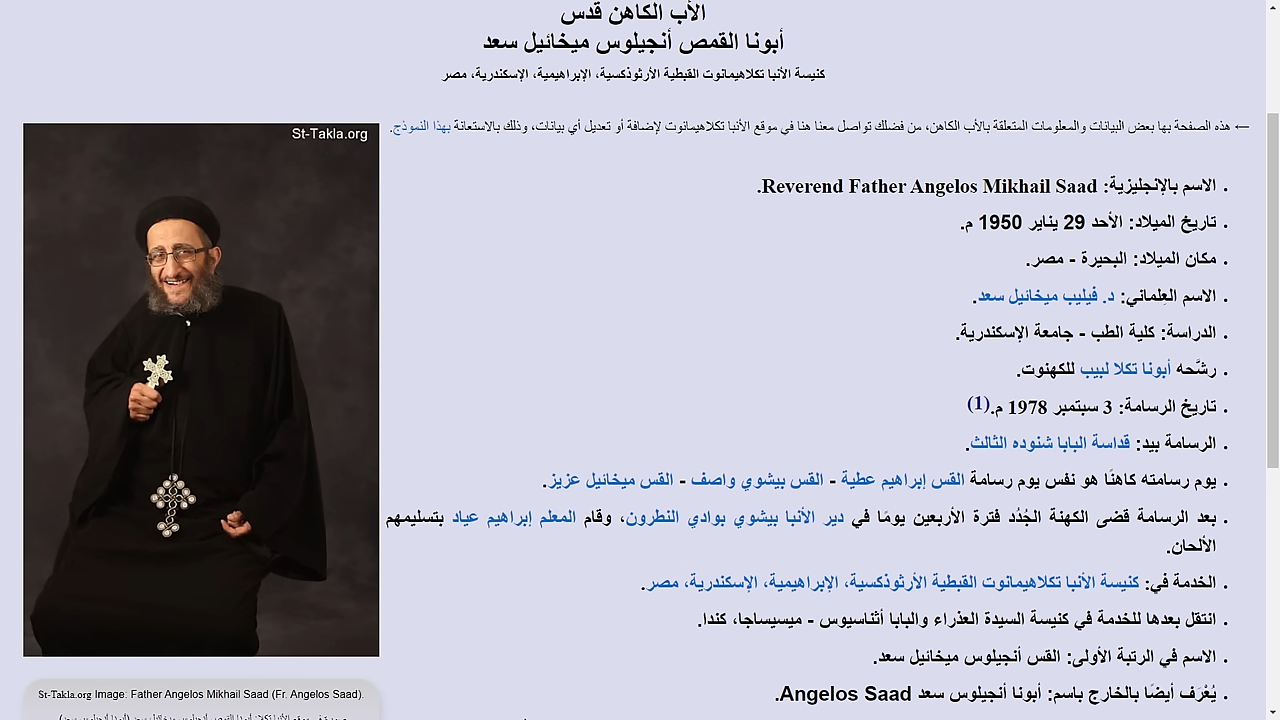 الأب الكاهن قدس
أبونا القمص أنجيلوس ميخائيل سعد
كنيسة الأنبا تكلاهيمانوت القبطية الأرثوذكسية، الإبراهيمية، الإسكندرية، مصر
← هذه الصفحة بها بعض البيانات والمعلومات المتعلقة بالأب الكاهن، من فضلك تواصل معنا هنا في موقع الأنبا تكلاهيمانوت لإضافة أو تعديل أي بيانات، وذلك بالاستعانة بهذا النموذج.
St-Takla.org
. الاسم بالإنجليزية: Reverend Father Angelos Mikhail Saad.
. تاريخ الميلاد: الأحد 29 يناير 1950 م.
. مكان الميلاد: البحيرة - مصر.
. الاسم العِلماني: د. فيليب ميخائيل سعد.
. الدراسة: كلية الطب - جامعة الإسكندرية.
. رشَّحه أبونا تكلا لبيب للكهنوت.
. تاريخ الرسامة: 3 سبتمبر 1978 م.(1)
. الرسامة بيد: قداسة البابا شنوده الثالث.
. يوم رسامته كاهنًا هو نفس يوم رسامة القس إبراهيم عطية - القس بيشوي واصف - القس ميخائيل عزيز.
. بعد الرسامة قضى الكهنة الجُدُد فترة الأربعين يومًا في دير الأنبا بيشوي بوادي النطرون، وقام المعلم إبراهيم عياد بتسليمهم
الألحان.
. الخدمة في: كنيسة الأنبا تكلاهيمانوت القبطية الأرثوذكسية، الإبراهيمية، الإسكندرية، مصر.
. انتقل بعدها للخدمة في كنيسة السيدة العذراء والبابا أثناسيوس - ميسيساجا، كندا.
. الاسم في الرتبة الأولى: القس أنجيلوس ميخائيل سعد.
. يُعْرَف أيضًا بالخارج باسم: أبونا أنجيلوس سعد Angelos Saad.
St-Takla.org Image: Father Angelos Mikhail Saad (Fr. Angelos Saad).